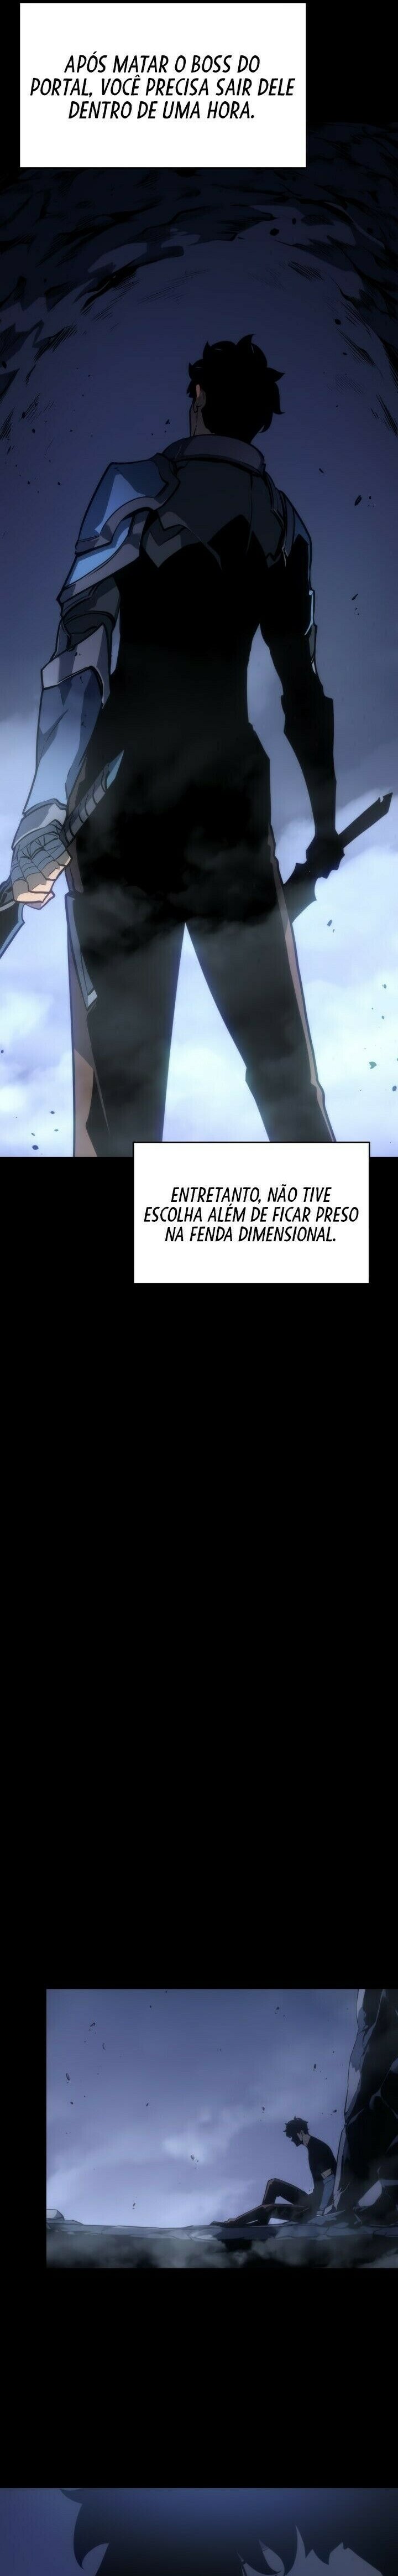 APÓS MATAR O BOSS DO
PORTAL, VOCÊ PRECISA SAIR DELE
DENTRO DE UMA HORA.
ENTRETANTO, NÃO TIVE
ESCOLHA ALÉM DE FICAR PRESO
NA FENDA DIMENSIONAL.